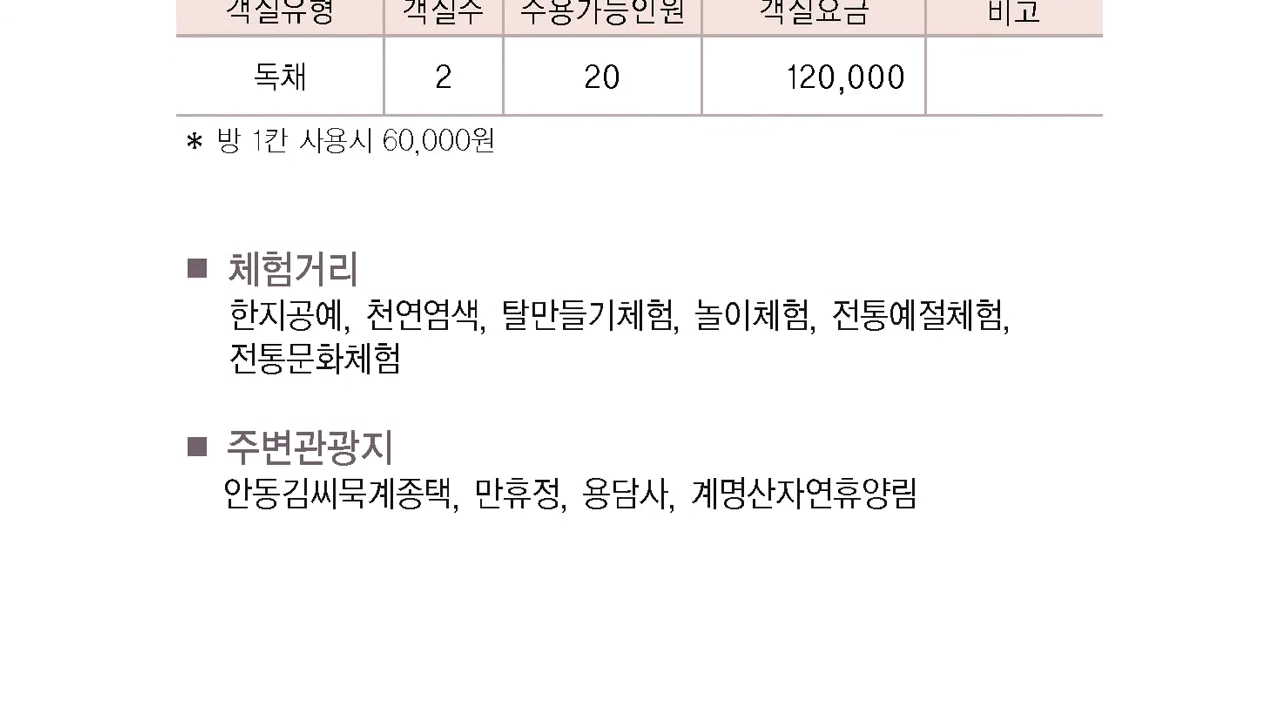 객실유형 객실수 수용가능인원 객실요금 비고
독채 2 20 120,000
* 방 1칸 사용시 60,000원
■ 체험거리
한지공예, 천연염색, 탈만들기체험, 놀이체험, 전통예절체험,
전통문화체험
■ 주변관광지
안동김씨묵계종택, 만휴정, 용담사, 계명산자연휴양림